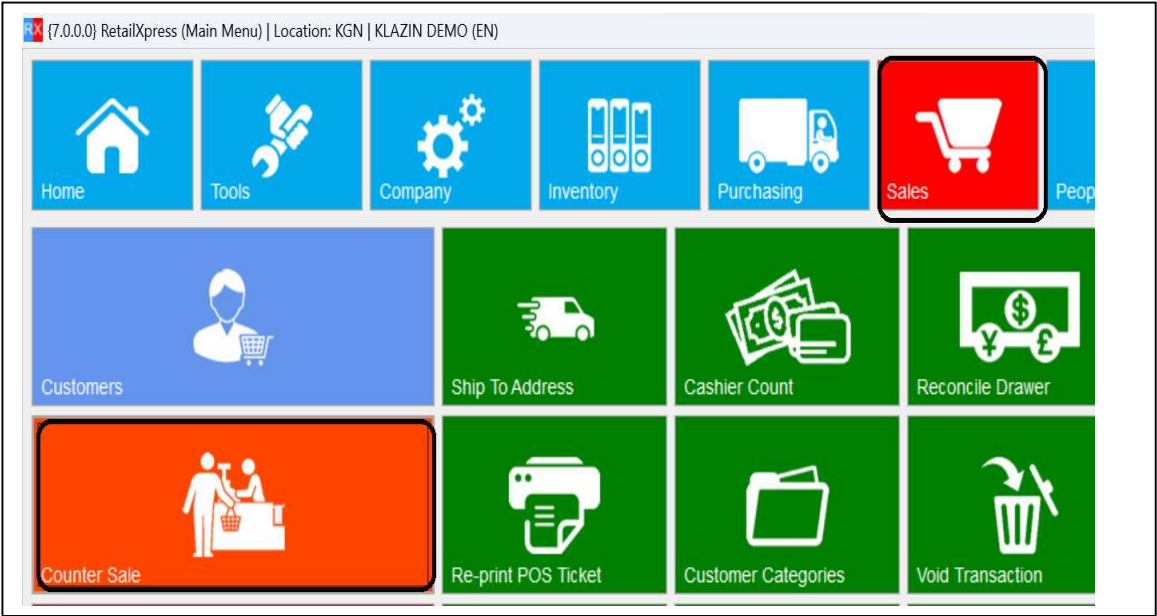 RX {7.0.0.0} RetailXpress (Main Menu) | Location: KGN | KLAZIN DEMO (EN)
Home Tools Company Inventory Purchasing Sales Peop
Customers Ship To Address Cashier Count Reconcile Drawer
Counter Sale Re-print POS Ticket Customer Categories Void Transaction